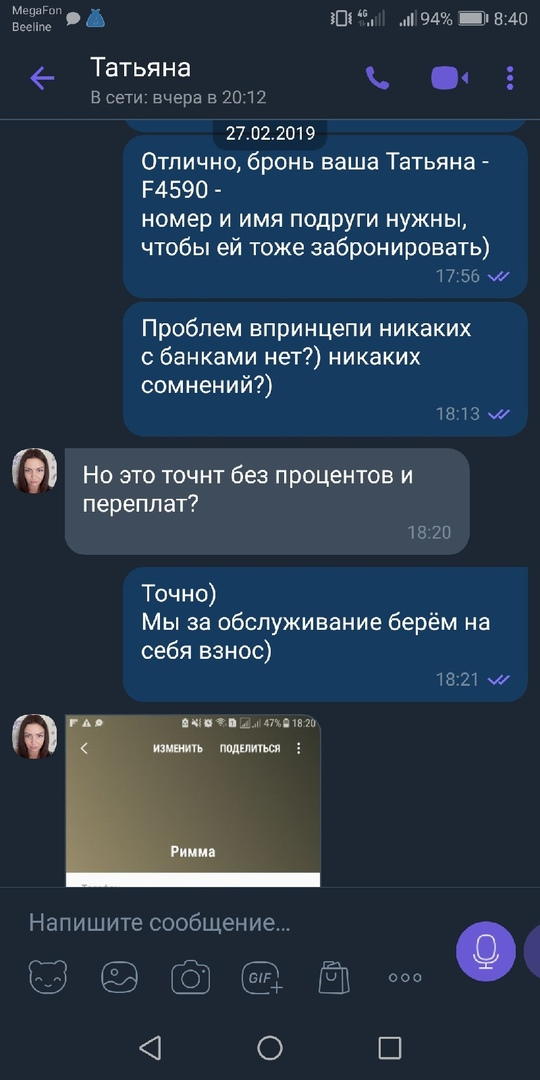 MegaFon
Beeline
4G
94%
8:40
Татьяна
В сети: вчера в 20:12
27.02.2019
Отлично, бронь ваша Татьяна -
F4590 -
номер и имя подруги нужны,
чтобы ей тоже забронировать)
17:56
Проблем впринцепи никаких
с банками нет?) никаких
сомнений?)
18:13
Но это точнт без процентов и
переплат?
18:20
Точно)
Мы за обслуживание берём на
себя взнос)
18:21
47% 18:20
ИЗМЕНИТЬ ПОДЕЛИТЬСЯ
Римма
Напишите сообщение...
GIF